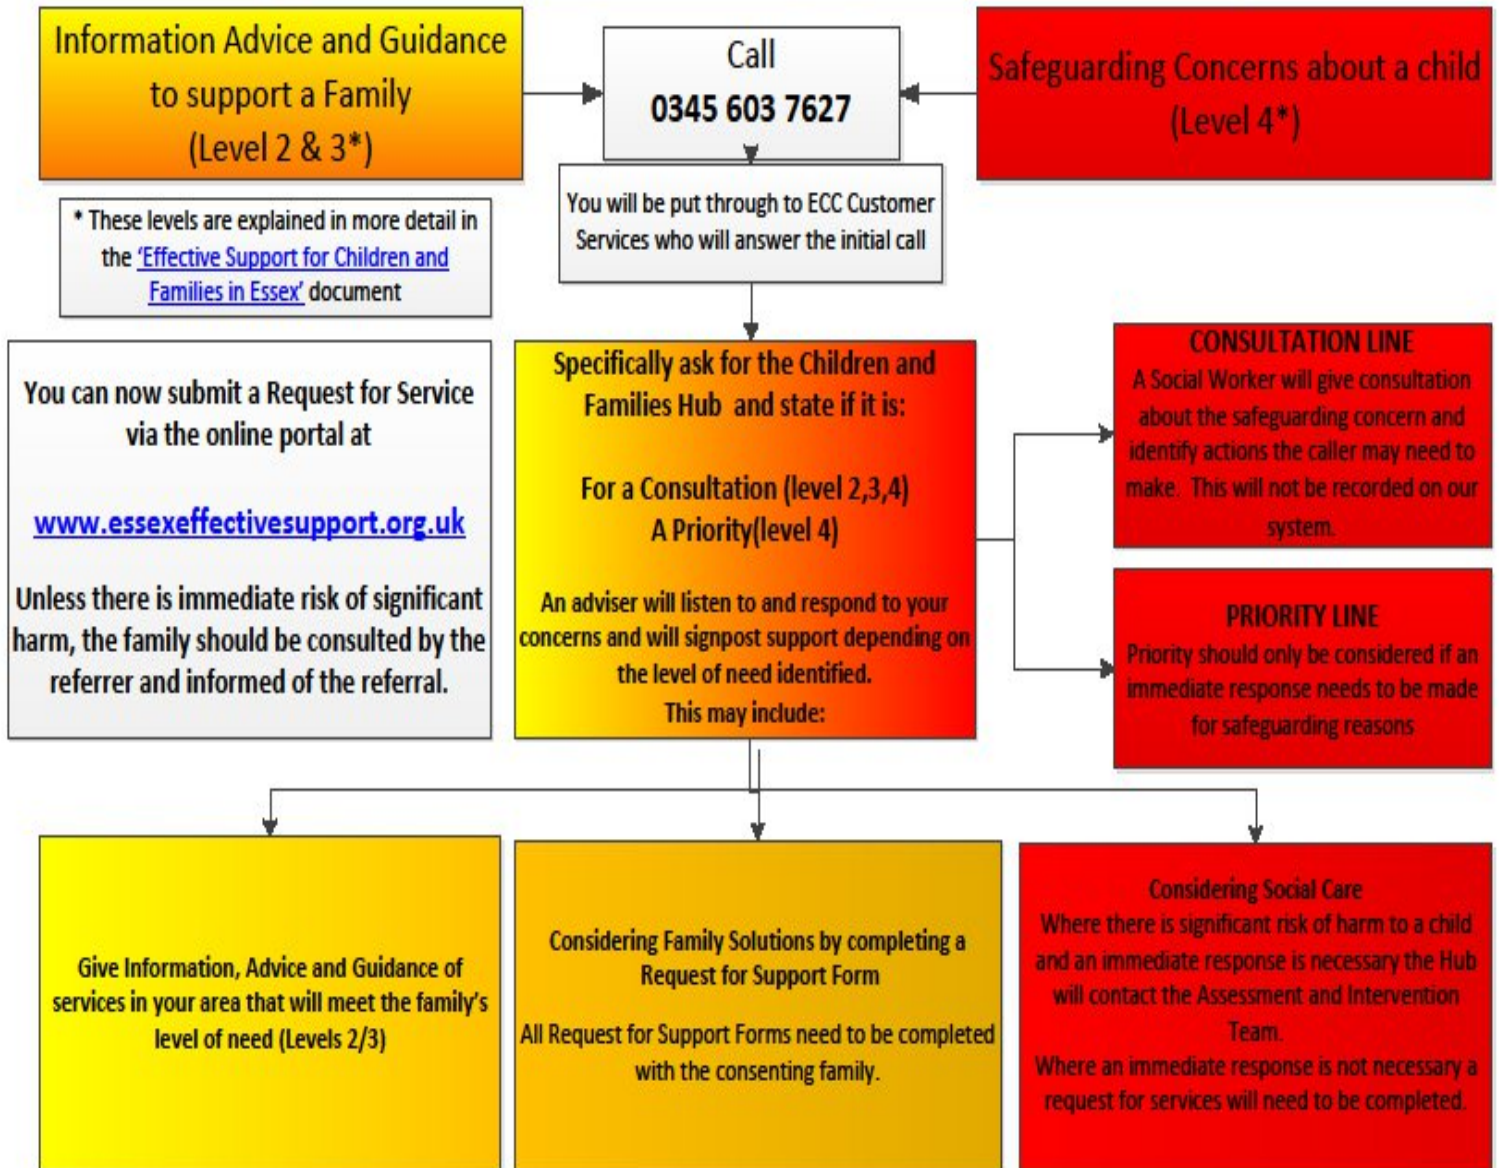 Information Advice and Guidance
to support a Family
(Level 2 & 3*)
Call
0345 603 7627
Safeguarding Concerns about a child
(Level 4*)
* These levels are explained in more detail in
the 'Effective Support for Children and
Families in Essex' document
You will be put through to ECC Customer
Services who will answer the initial call
You can now submit a Request for Service
via the online portal at
www.essexeffectivesupport.org.uk
Unless there is immediate risk of significant
harm, the family should be consulted by the
referrer and informed of the referral.
Specifically ask for the Children and
Families Hub and state if it is:
For a Consultation (level 2,3,4)
A Priority(level 4)
An adviser will listen to and respond to your
concerns and will signpost support depending on
the level of need identified.
This may include:
CONSULTATION LINE
A Social Worker will give consultation
about the safeguarding concern and
identify actions the caller may need to
make. This will not be recorded on our
system.
PRIORITY LINE
Priority should only be considered if an
immediate response needs to be made
for safeguarding reasons
Give Information, Advice and Guidance of
services in your area that will meet the family's
level of need (Levels 2/3)
Considering Family Solutions by completing a
Request for Support Form
All Request for Support Forms need to be completed
with the consenting family.
Considering Social Care
Where there is significant risk of harm to a child
and an immediate response is necessary the Hub
will contact the Assessment and Intervention
Team.
Where an immediate response is not necessary a
request for services will need to be completed.